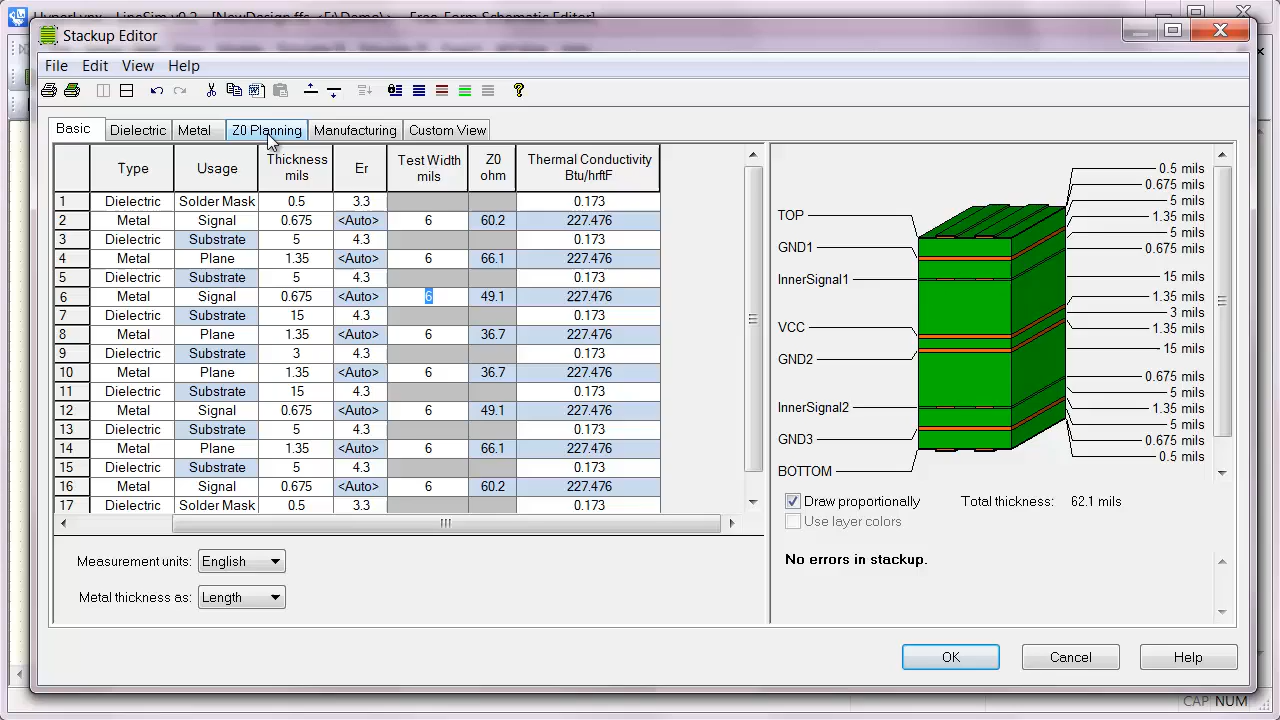 HyperLynx - LineSim v9.2 - [NewDesign.ffs <E:\Demo\> - Free-Form Schematic Editor]
Stackup Editor
File Edit View Help
Basic Dielectric Metal Z0 Planning Manufacturing Custom View
Type Usage Thickness mils Er Test Width mils Z0 ohm Thermal Conductivity Btu/hrftF
1 Dielectric Solder Mask 0.5 3.3 0.173
2 Metal Signal 0.675 <Auto> 6 60.2 227.476
3 Dielectric Substrate 5 4.3 0.173
4 Metal Plane 1.35 <Auto> 6 66.1 227.476
5 Dielectric Substrate 5 4.3 0.173
6 Metal Signal 0.675 <Auto> 6 49.1 227.476
7 Dielectric Substrate 15 4.3 0.173
8 Metal Plane 1.35 <Auto> 6 36.7 227.476
9 Dielectric Substrate 3 4.3 0.173
10 Metal Plane 1.35 <Auto> 6 36.7 227.476
11 Dielectric Substrate 15 4.3 0.173
12 Metal Signal 0.675 <Auto> 6 49.1 227.476
13 Dielectric Substrate 5 4.3 0.173
14 Metal Plane 1.35 <Auto> 6 66.1 227.476
15 Dielectric Substrate 5 4.3 0.173
16 Metal Signal 0.675 <Auto> 6 60.2 227.476
17 Dielectric Solder Mask 0.5 3.3 0.173
Measurement units: English
Metal thickness as: Length
TOP
GND1
InnerSignal1
VCC
GND2
InnerSignal2
GND3
BOTTOM
0.5 mils
0.675 mils
5 mils
1.35 mils
5 mils
0.675 mils
15 mils
1.35 mils
3 mils
1.35 mils
15 mils
0.675 mils
5 mils
1.35 mils
5 mils
0.675 mils
0.5 mils
Draw proportionally Total thickness: 62.1 mils
Use layer colors
No errors in stackup.
OK Cancel Help
CAP NUM